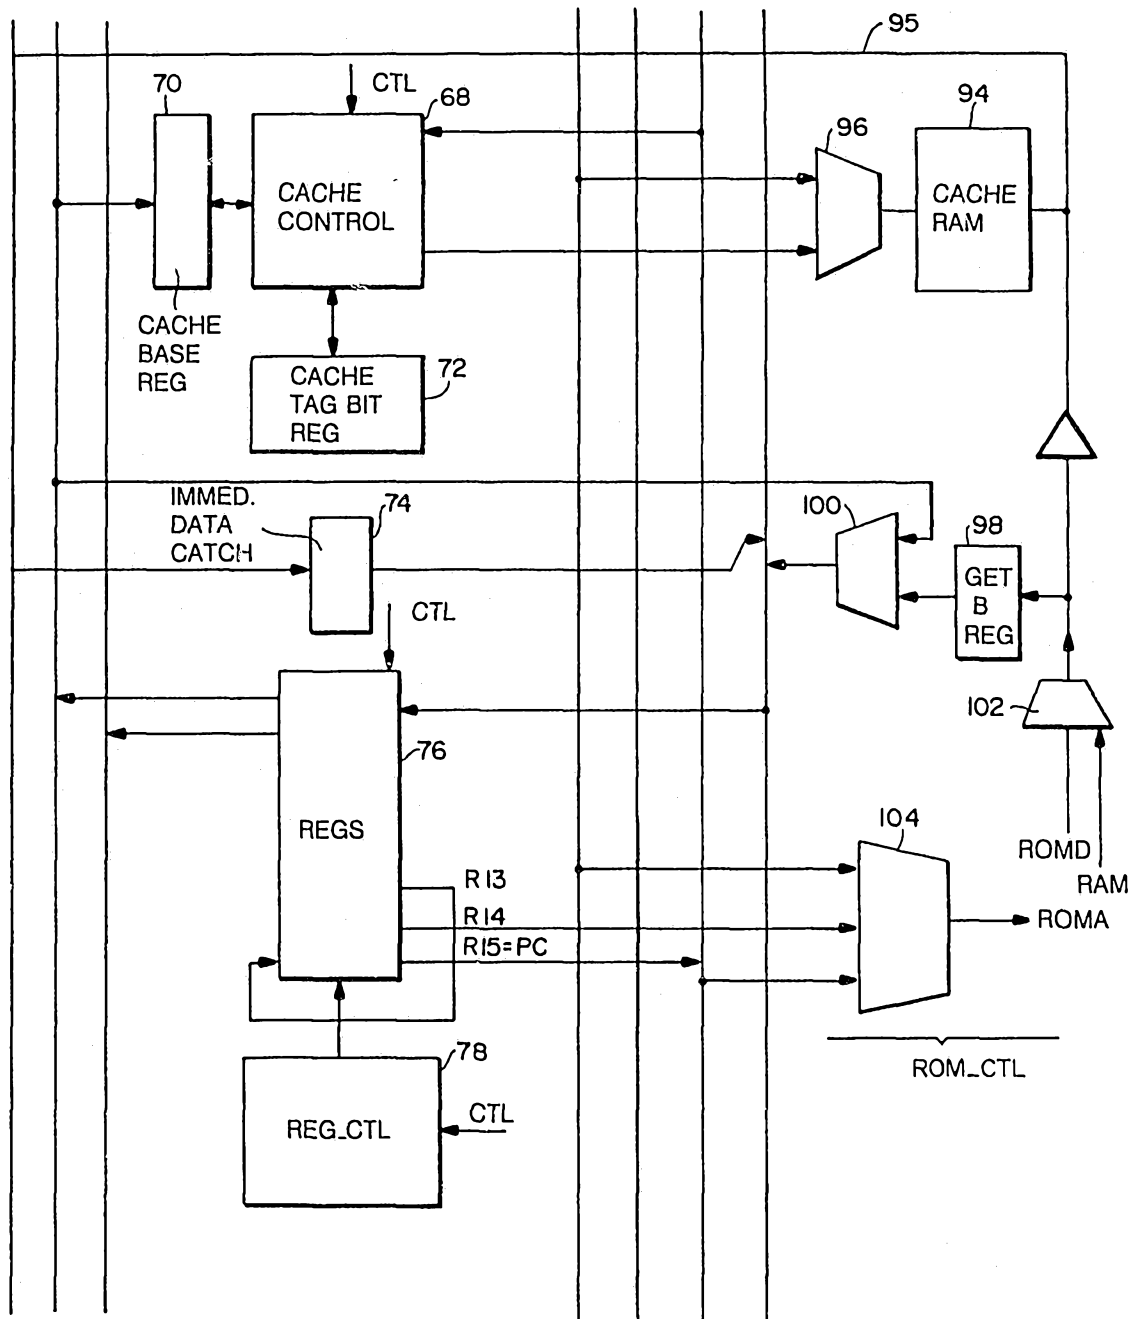 95
70
CTL
68
94
96
CACHE
CONTROL
CACHE
RAM
CACHE
BASE
REG
CACHE
TAG BIT
REG
72
IMMED.
DATA
CATCH
74
100
98
GET
B
REG
CTL
102
76
REGS
104
ROMD
RAM
R13
R14
ROMA
R15=PC
78
ROM_CTL
REG_CTL
CTL